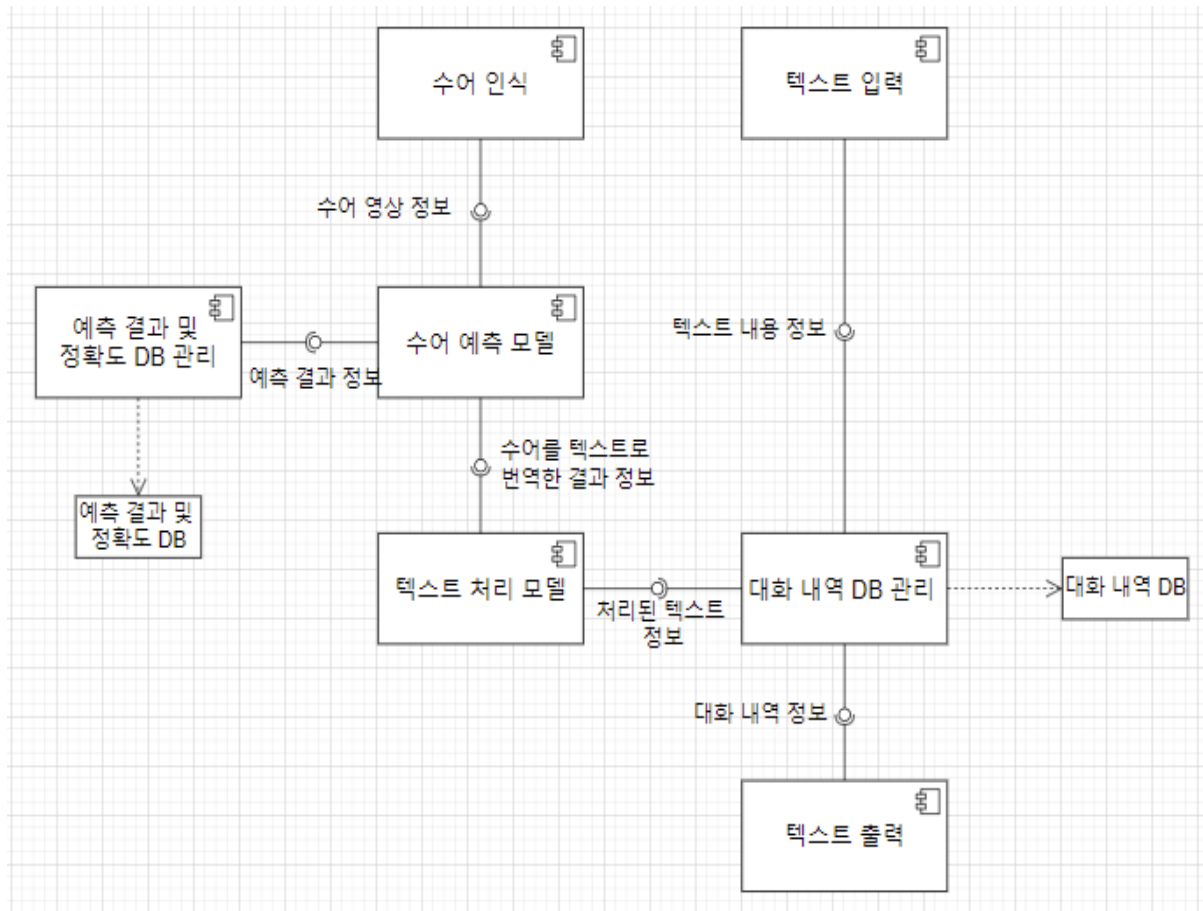 수어 인식
텍스트 입력
수어 영상 정보
예측 결과 및
정확도 DB 관리
수어 예측 모델
텍스트 내용 정보
예측 결과 정보
수어를 텍스트로
번역한 결과 정보
예측 결과 및
정확도 DB
텍스트 처리 모델
대화 내역 DB 관리
대화 내역 DB
처리된 텍스트
정보
대화 내역 정보
텍스트 출력